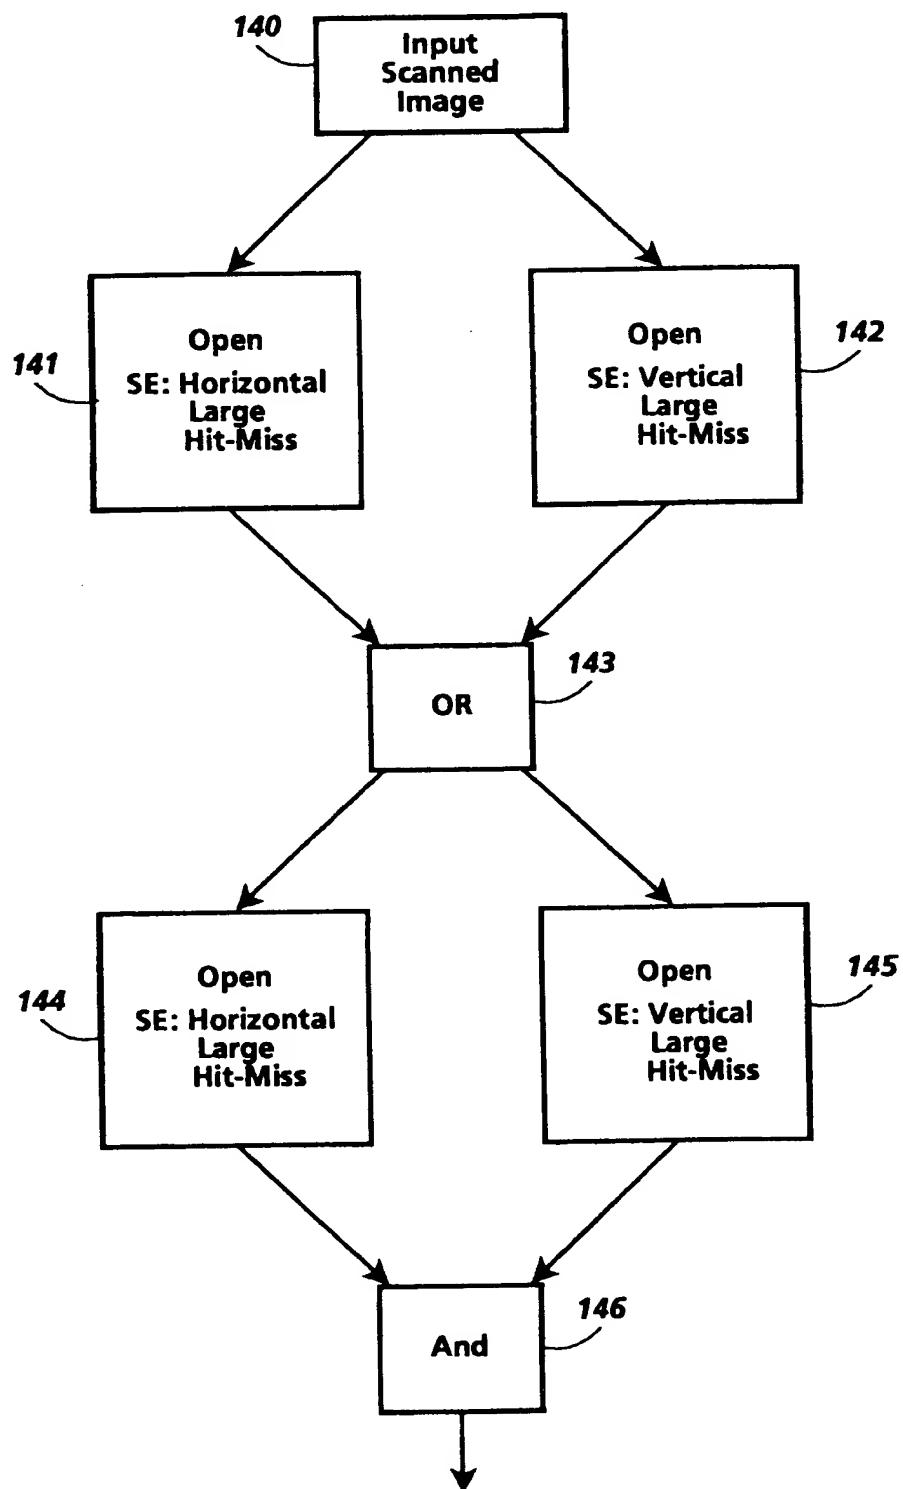 140
Input
Scanned
Image
141
Open
SE: Horizontal
Large
Hit-Miss
142
Open
SE: Vertical
Large
Hit-Miss
143
OR
144
Open
SE: Horizontal
Large
Hit-Miss
145
Open
SE: Vertical
Large
Hit-Miss
146
And